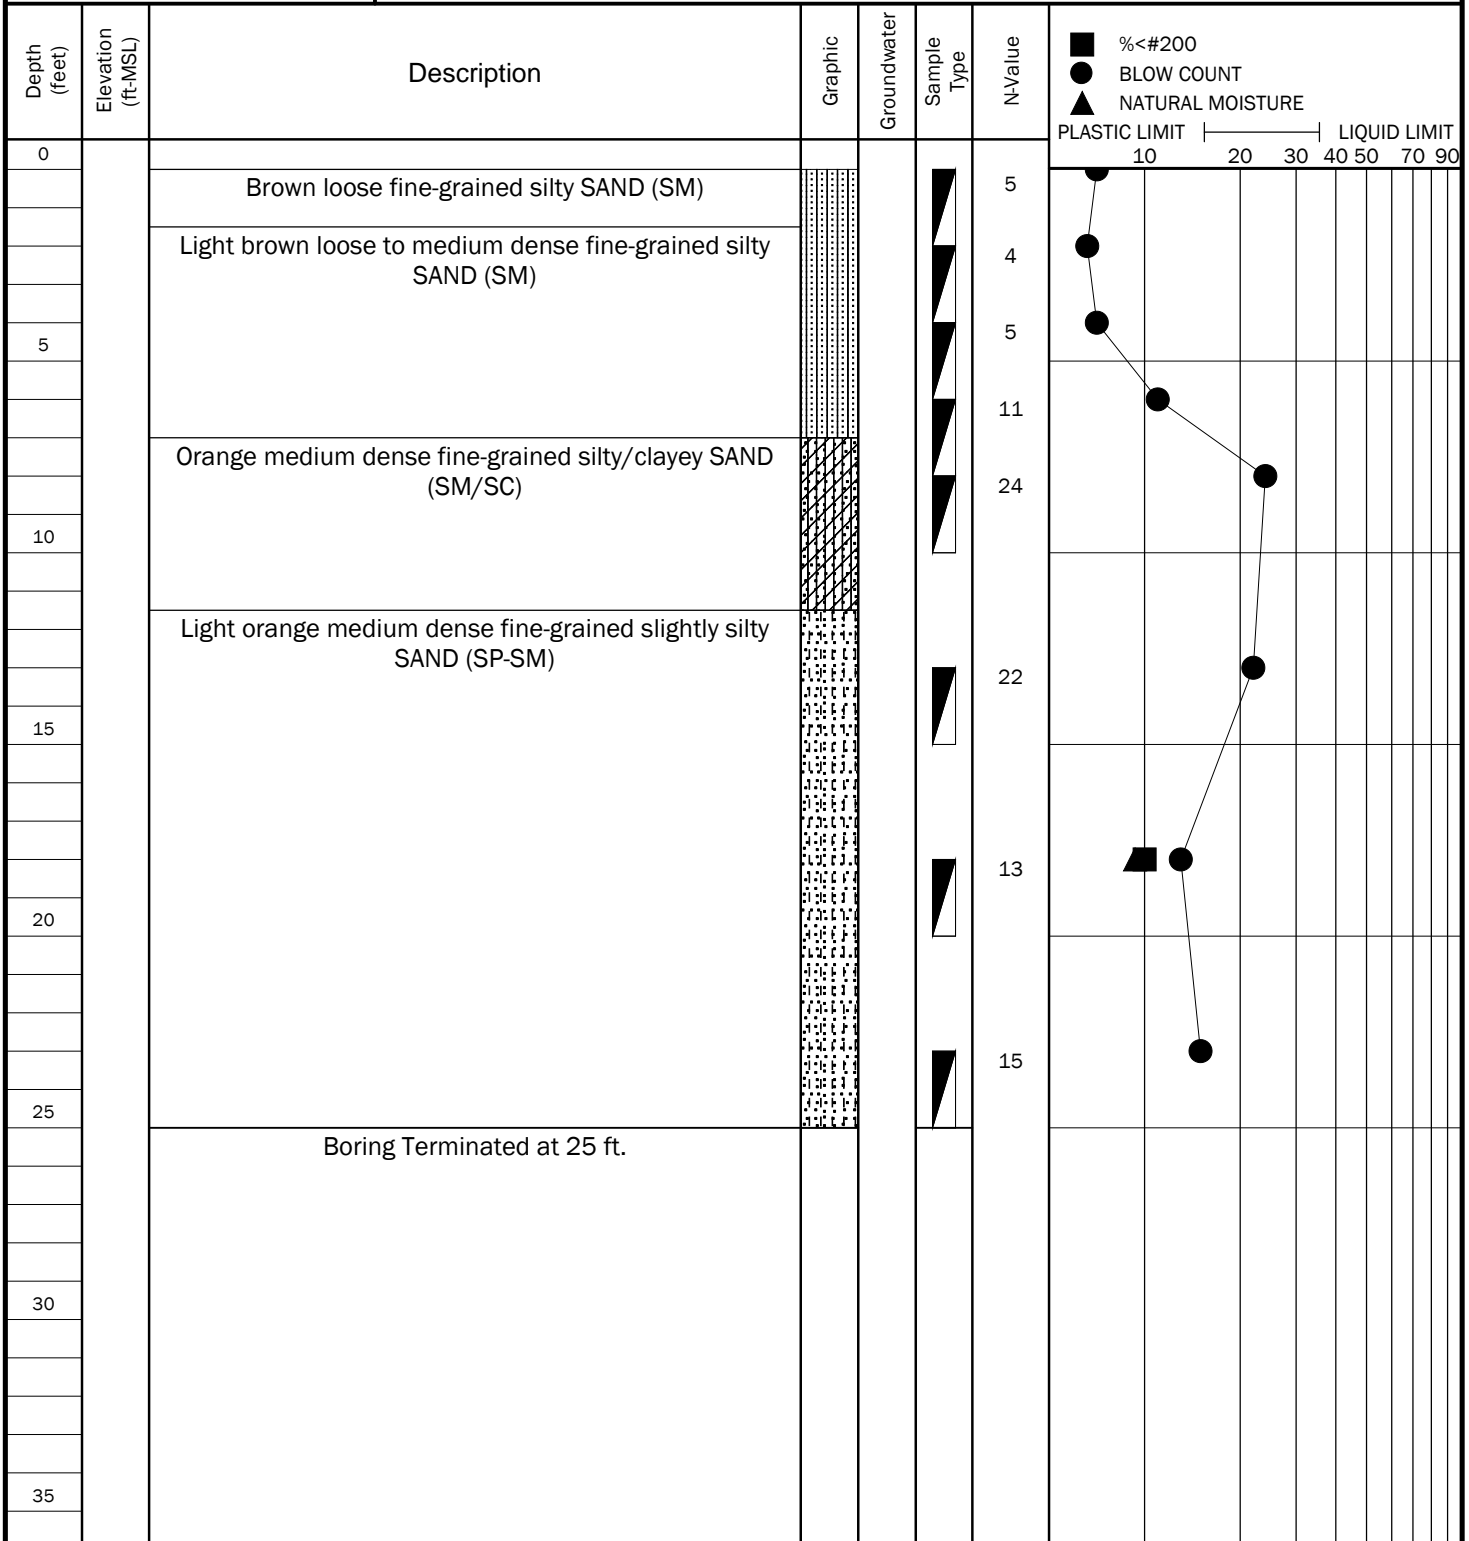 Depth
(feet)
Elevation
(ft-MSL)
Description
Graphic
Groundwater
Sample
Type
N-Value
%<#200
BLOW COUNT
NATURAL MOISTURE
PLASTIC LIMIT LIQUID LIMIT
10 20 30 40 50 70 90
0
Brown loose fine-grained silty SAND (SM)
5
Light brown loose to medium dense fine-grained silty
SAND (SM)
4
5
5
11
Orange medium dense fine-grained silty/clayey SAND
(SM/SC)
24
10
Light orange medium dense fine-grained slightly silty
SAND (SP-SM)
22
15
13
20
15
25
Boring Terminated at 25 ft.
30
35